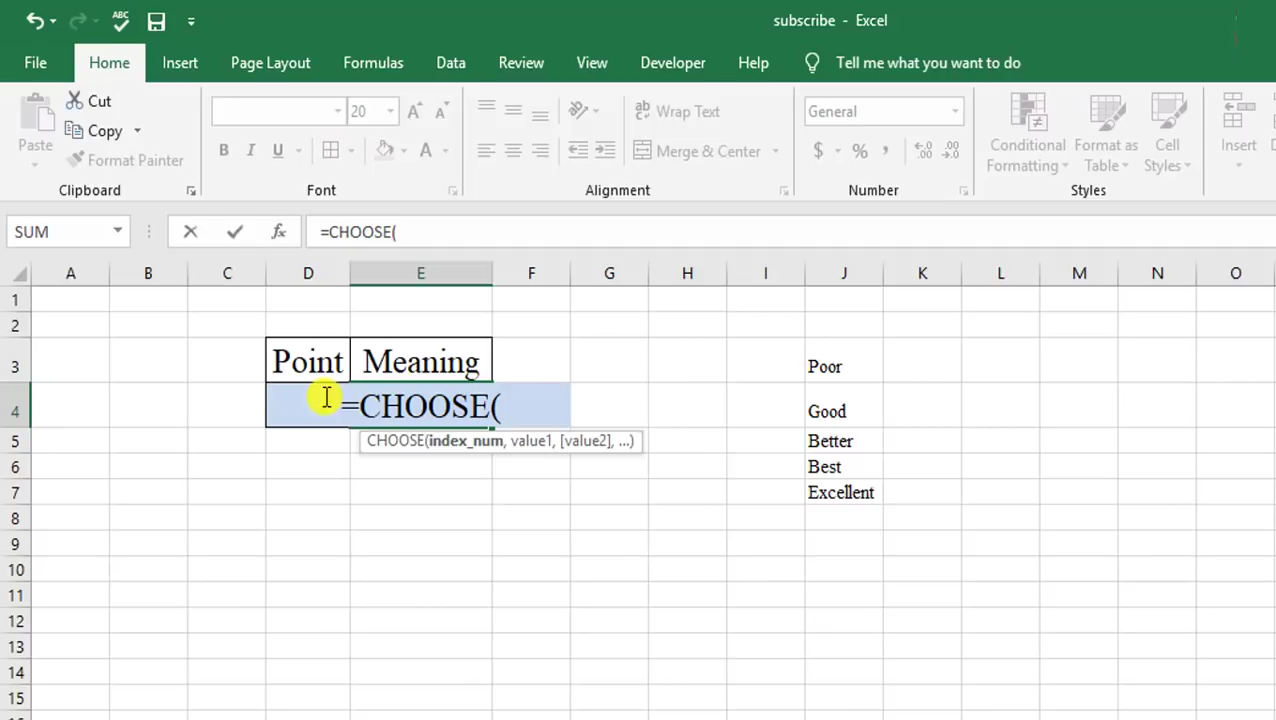 ABC
subscribe - Excel
File Home Insert Page Layout Formulas Data Review View Developer Help Tell me what you want to do
Cut
Copy
Format Painter
Paste
Clipboard
20
B I U
A
Font
ab
Wrap Text
Merge & Center
Alignment
General
$ % ,
Number
Conditional Formatting
Format as Table
Cell Styles
Styles
Insert
SUM
fx
=CHOOSE(
A B C D E F G H I J K L M N O
1
2
3 Point Meaning Poor
4 =CHOOSE( Good
5 CHOOSE(index_num, value1, [value2], ...) Better
6 Best
7 Excellent
8
9
10
11
12
13
14
15